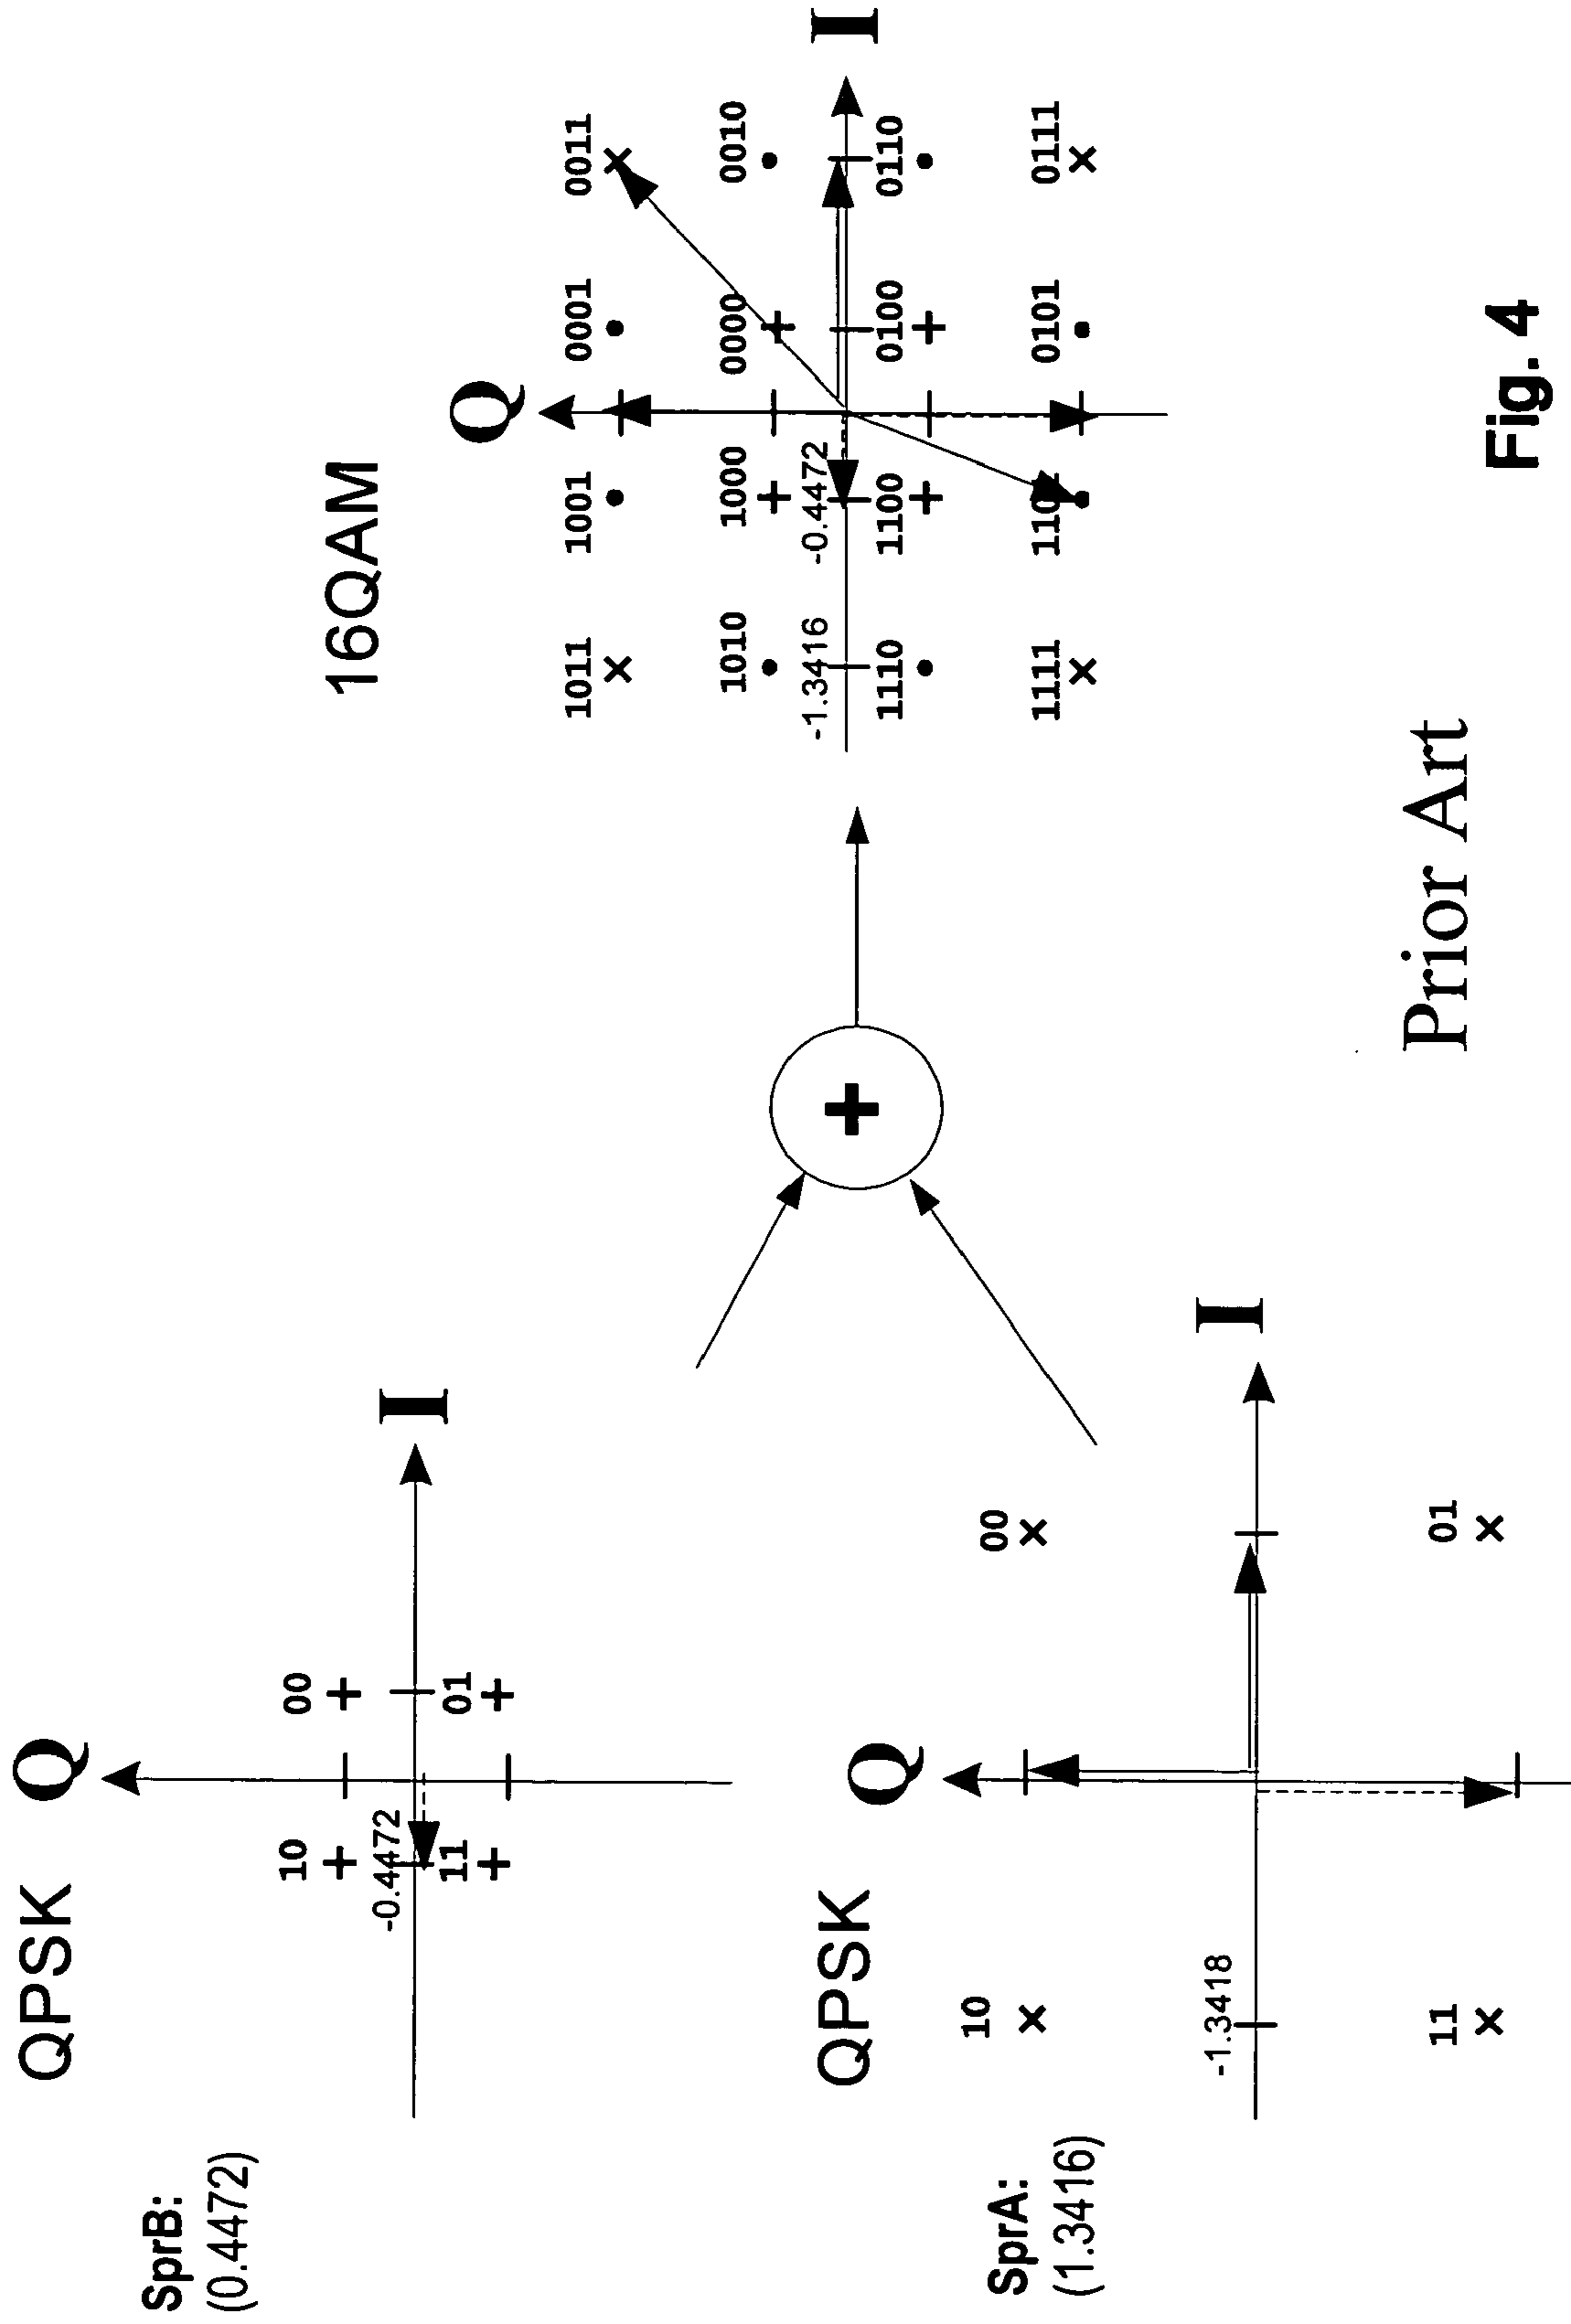 QPSK
Q
SprB:
(0.4472)
10 00
-0.4472
I
11 01
QPSK
Q
SprA:
(1.3416)
10 00
-1.3418
I
11 01
+
16QAM
Q
1011 1001 0001 0011
1010 1000 0000 0010
-1.3416 -0.4472
I
1110 1100 0100 0110
1111 0101 0111
Prior Art
Fig. 4